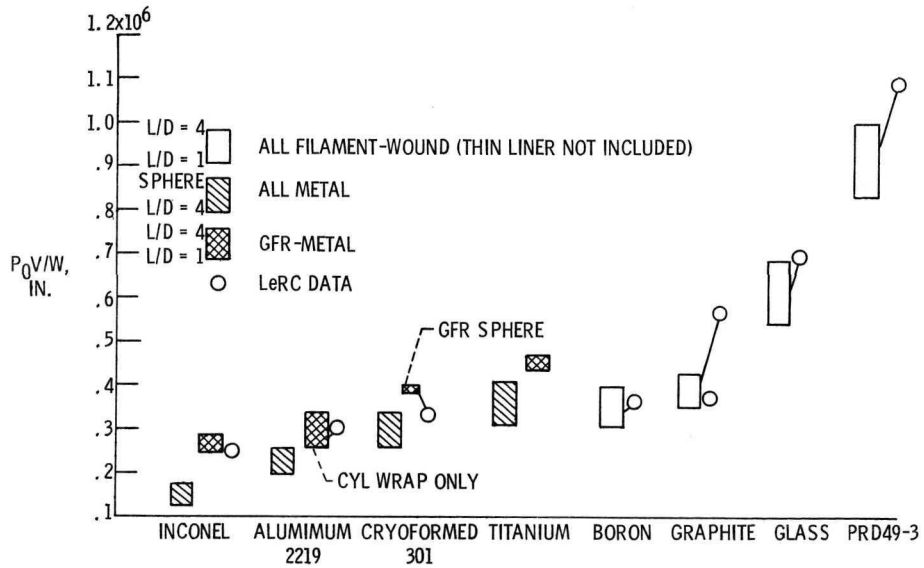 1.2x10⁶
1.1
1.0
.9
.8
.7
.6
.5
.4
.3
.2
.1
P₀V/W,
IN.
L/D = 4
L/D = 1
ALL FILAMENT-WOUND (THIN LINER NOT INCLUDED)
SPHERE
L/D = 4
ALL METAL
L/D = 4
L/D = 1
GFR-METAL
LeRC DATA
GFR SPHERE
CYL WRAP ONLY
INCONEL
ALUMIMUM
2219
CRYOFORMED
301
TITANIUM
BORON
GRAPHITE
GLASS
PRD49-3